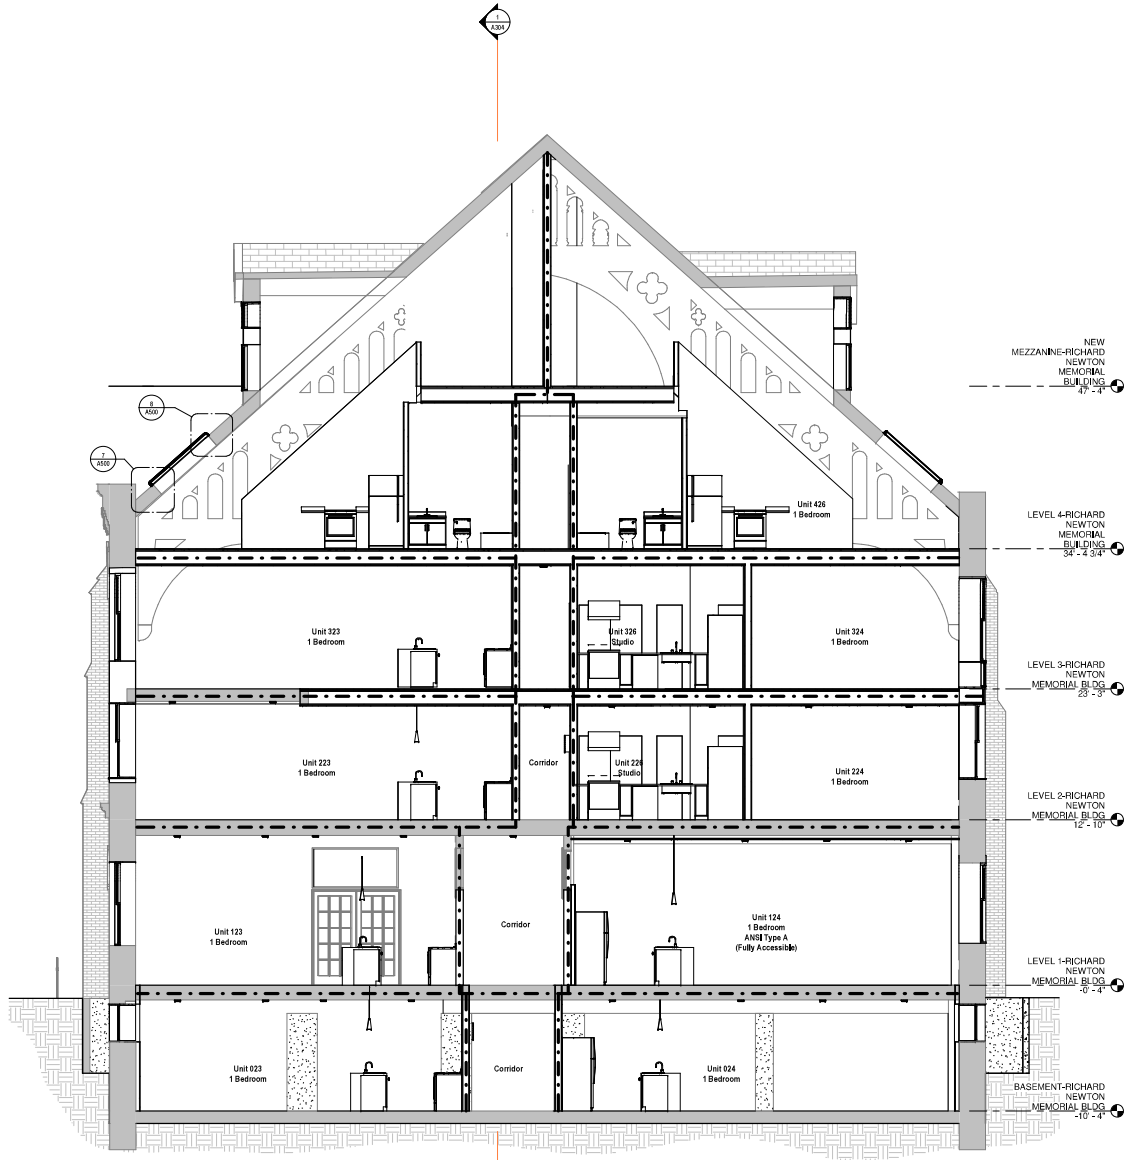 1
A304
NEW
MEZZANINE-RICHARD
NEWTON
MEMORIAL
BUILDING
47' - 4"
8
A500
7
A500
Unit 426
1 Bedroom
LEVEL 4-RICHARD
NEWTON
MEMORIAL
BUILDING
34' - 4 3/4"
Unit 323
1 Bedroom
Unit 326
Studio
Unit 324
1 Bedroom
LEVEL 3-RICHARD
NEWTON
MEMORIAL BLDG
23' - 3"
Unit 223
1 Bedroom
Corridor
Unit 226
Studio
Unit 224
1 Bedroom
LEVEL 2-RICHARD
NEWTON
MEMORIAL BLDG
12' - 10"
Unit 123
1 Bedroom
Corridor
Unit 124
1 Bedroom
ANSI Type A
(Fully Accessible)
LEVEL 1-RICHARD
NEWTON
MEMORIAL BLDG
-0' - 4"
Unit 023
1 Bedroom
Corridor
Unit 024
1 Bedroom
BASEMENT-RICHARD
NEWTON
MEMORIAL BLDG
-10' - 4"